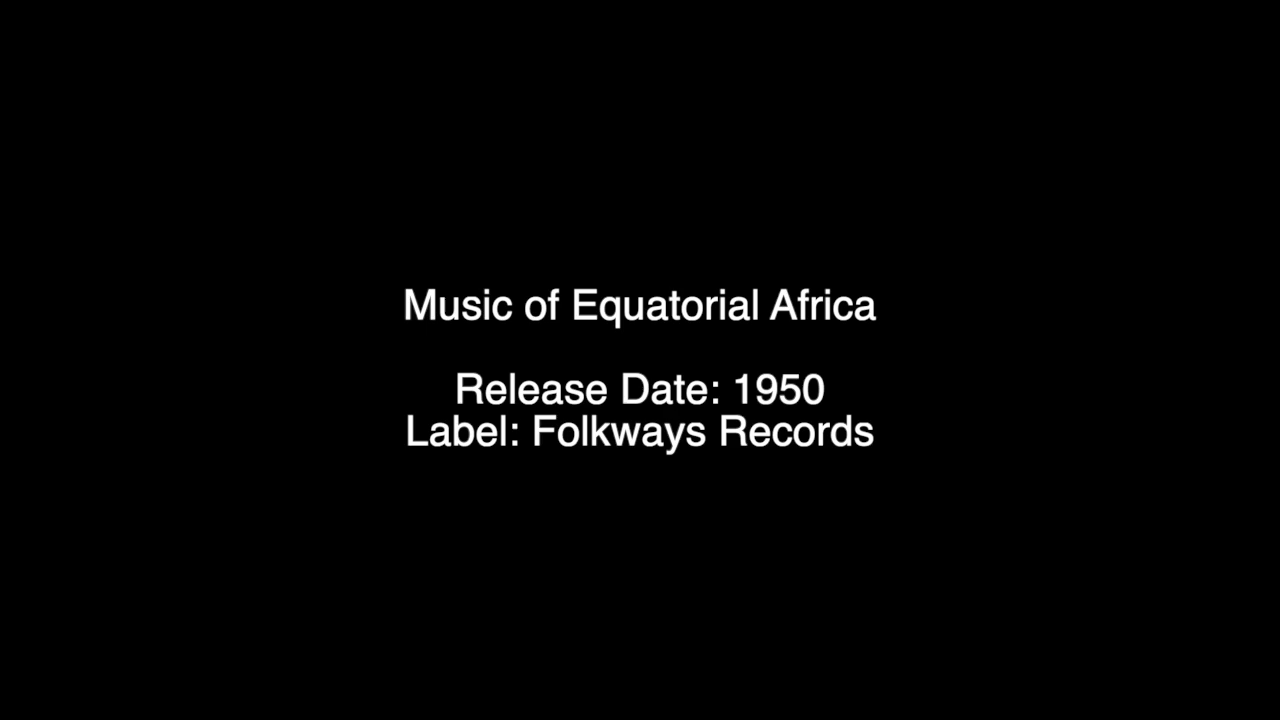 Music of Equatorial Africa
Release Date: 1950
Label: Folkways Records